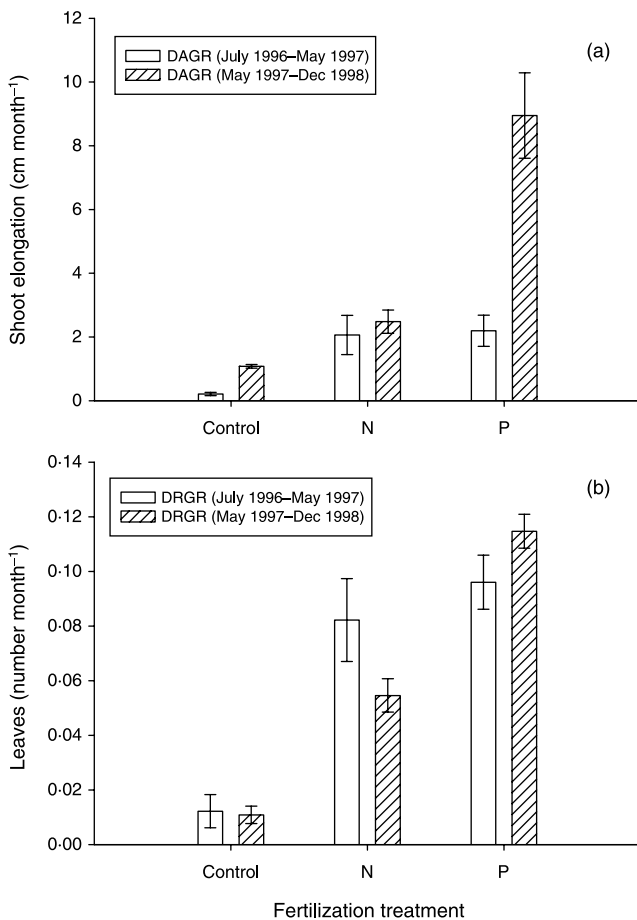 12
10
8
6
4
2
0
Shoot elongation (cm month⁻¹)
DAGR (July 1996–May 1997)
DAGR (May 1997–Dec 1998)
(a)
Control N P
0·14
0·12
0·10
0·08
0·06
0·04
0·02
0·00
Leaves (number month⁻¹)
DRGR (July 1996–May 1997)
DRGR (May 1997–Dec 1998)
(b)
Control N P
Fertilization treatment